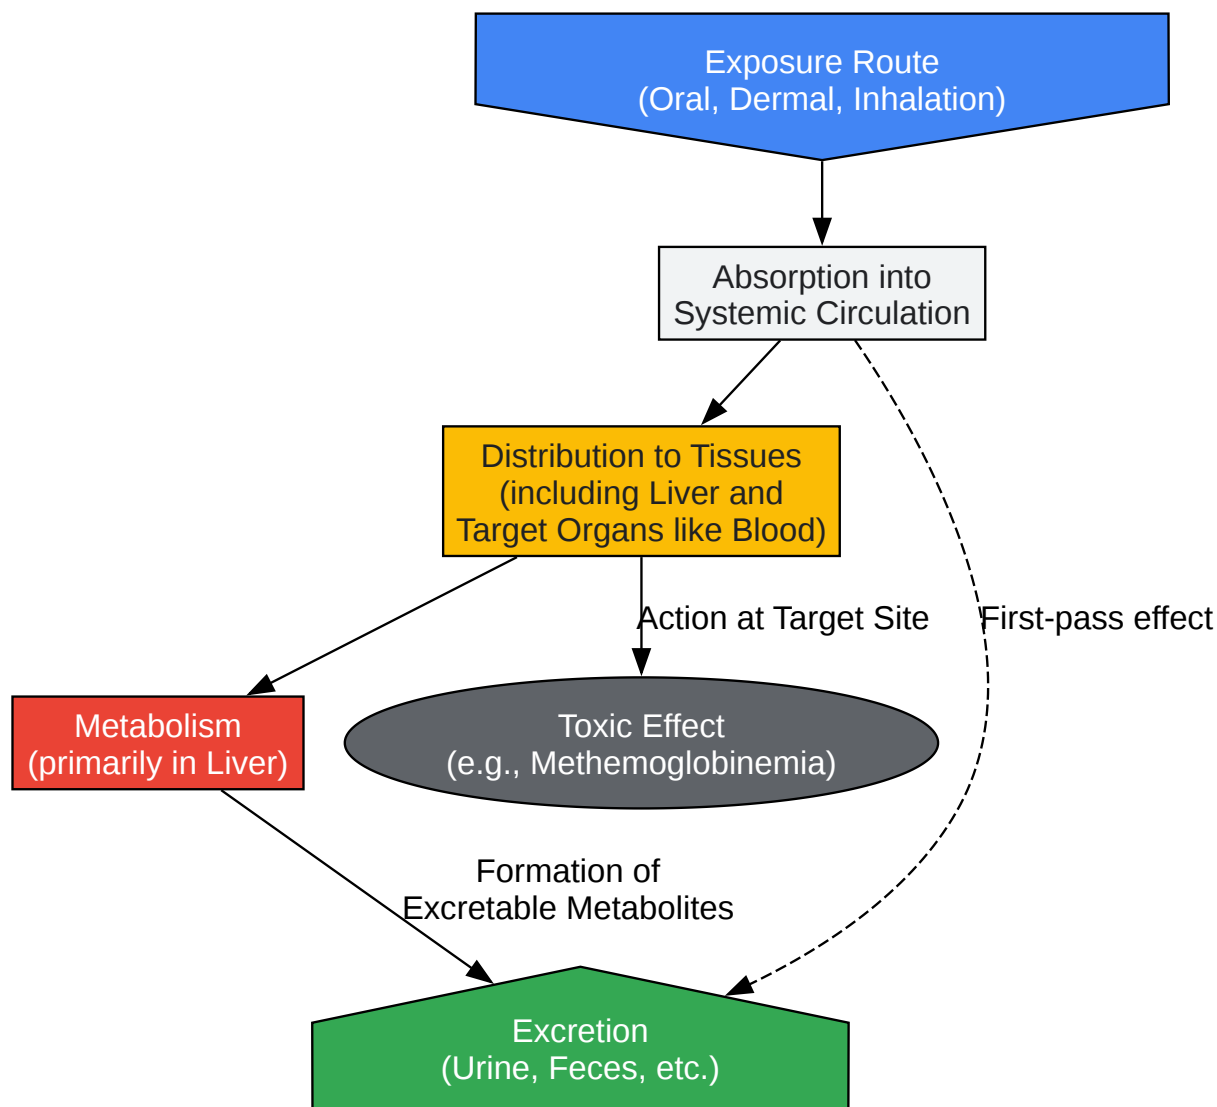 Exposure Route
(Oral, Dermal, Inhalation)
Absorption into
Systemic Circulation
Distribution to Tissues
(including Liver and
Target Organs like Blood)
Action at Target Site
First-pass effect
Metabolism
(primarily in Liver)
Toxic Effect
(e.g., Methemoglobinemia)
Formation of
Excretable Metabolites
Excretion
(Urine, Feces, etc.)